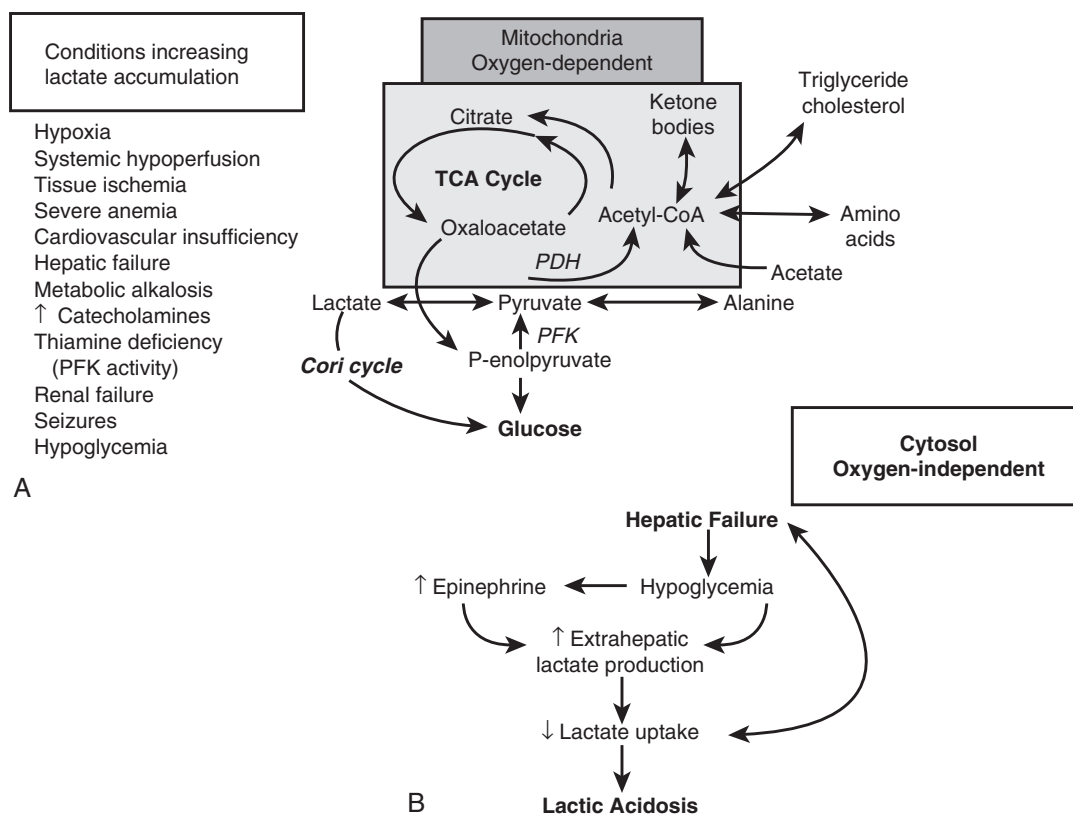 Conditions increasing
lactate accumulation
Hypoxia
Systemic hypoperfusion
Tissue ischemia
Severe anemia
Cardiovascular insufficiency
Hepatic failure
Metabolic alkalosis
↑ Catecholamines
Thiamine deficiency
(PFK activity)
Renal failure
Seizures
Hypoglycemia
A
Mitochondria
Oxygen-dependent
Citrate
Ketone
bodies
Triglyceride
cholesterol
TCA Cycle
Oxaloacetate
Acetyl-CoA
Amino
acids
PDH
Acetate
Lactate
Pyruvate
Alanine
PFK
Cori cycle
P-enolpyruvate
Glucose
Cytosol
Oxygen-independent
Hepatic Failure
↑ Epinephrine
Hypoglycemia
↑ Extrahepatic
lactate production
↓ Lactate uptake
B
Lactic Acidosis